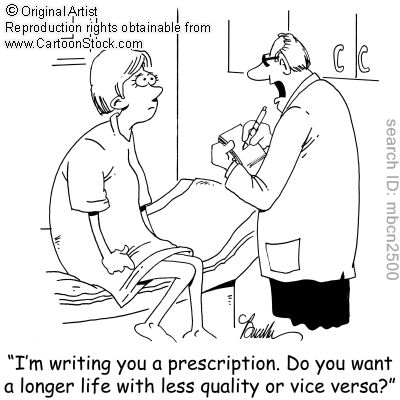 © Original Artist
Reproduction rights obtainable from
www.CartoonStock.com
search ID: mbcn2500
“I'm writing you a prescription. Do you want
a longer life with less quality or vice versa?”